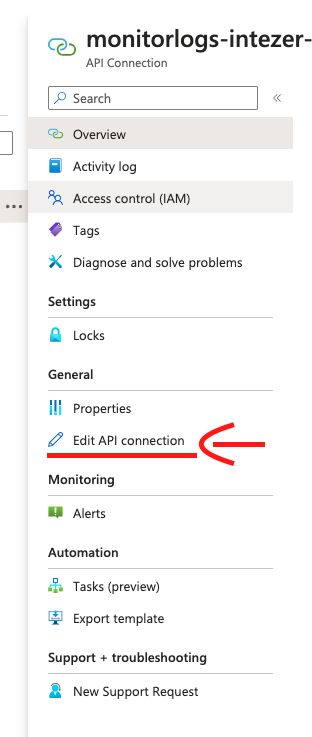 monitorlogs-intezer-
API Connection
Search
Overview
Activity log
Access control (IAM)
Tags
Diagnose and solve problems
Settings
Locks
General
Properties
Edit API connection
Monitoring
Alerts
Automation
Tasks (preview)
Export template
Support + troubleshooting
New Support Request